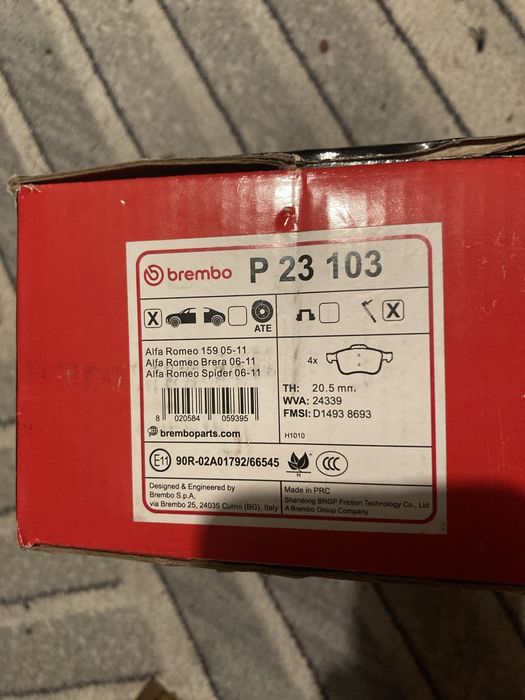 brembo P 23 103
X ATE X
Alfa Romeo 159 05-11
Alfa Romeo Brera 06-11
Alfa Romeo Spider 06-11
4x
TH: 20.5 mm.
WVA: 24339
FMSI: D1493 8693
8 020584 059395
bremboparts.com
H1010
E11 90R-02A01792/66545
N
CCC
Designed & Engineered by
Brembo S.p.A,
via Brembo 25, 24035 Curno (BG), Italy
Made in PRC
Shandong BRGP Friction Technology Co., Ltd
A Brembo Group Company